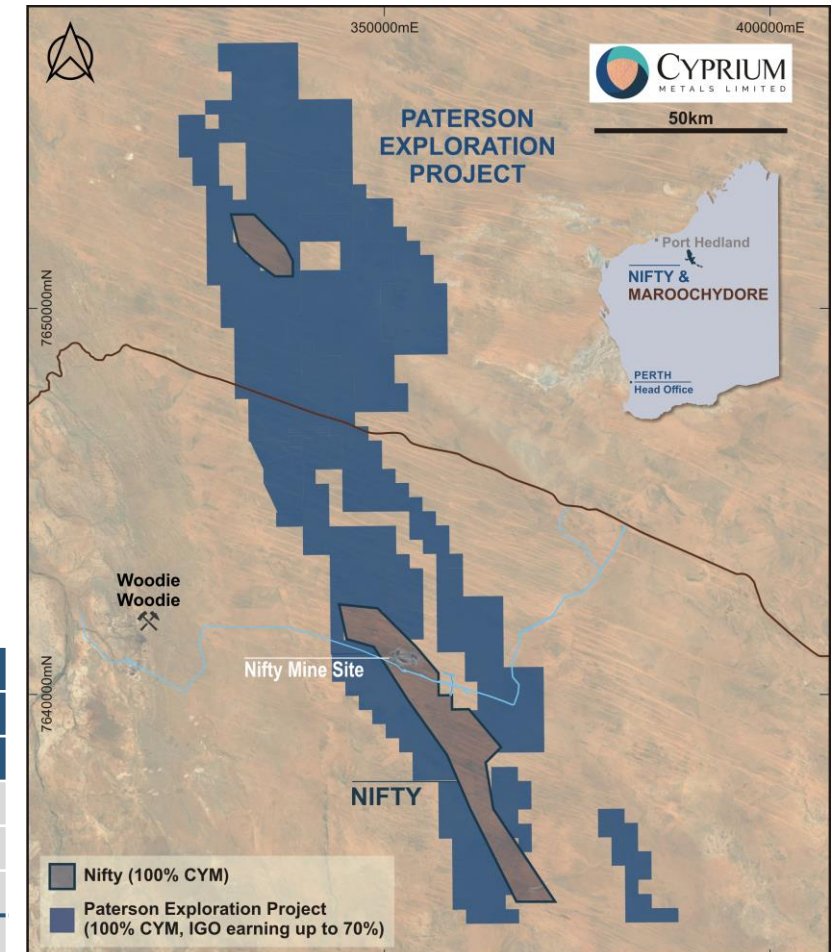 350000mE
400000mE
CYPRIUM
METALS LIMITED
50km
PATERSON
EXPLORATION
PROJECT
Port Hedland
NIFTY &
MAROOCHYDORE
PERTH
Head Office
7650000mN
Woodie
Woodie
Nifty Mine Site
7640000mN
NIFTY
Nifty (100% CYM)
Paterson Exploration Project
(100% CYM, IGO earning up to 70%)